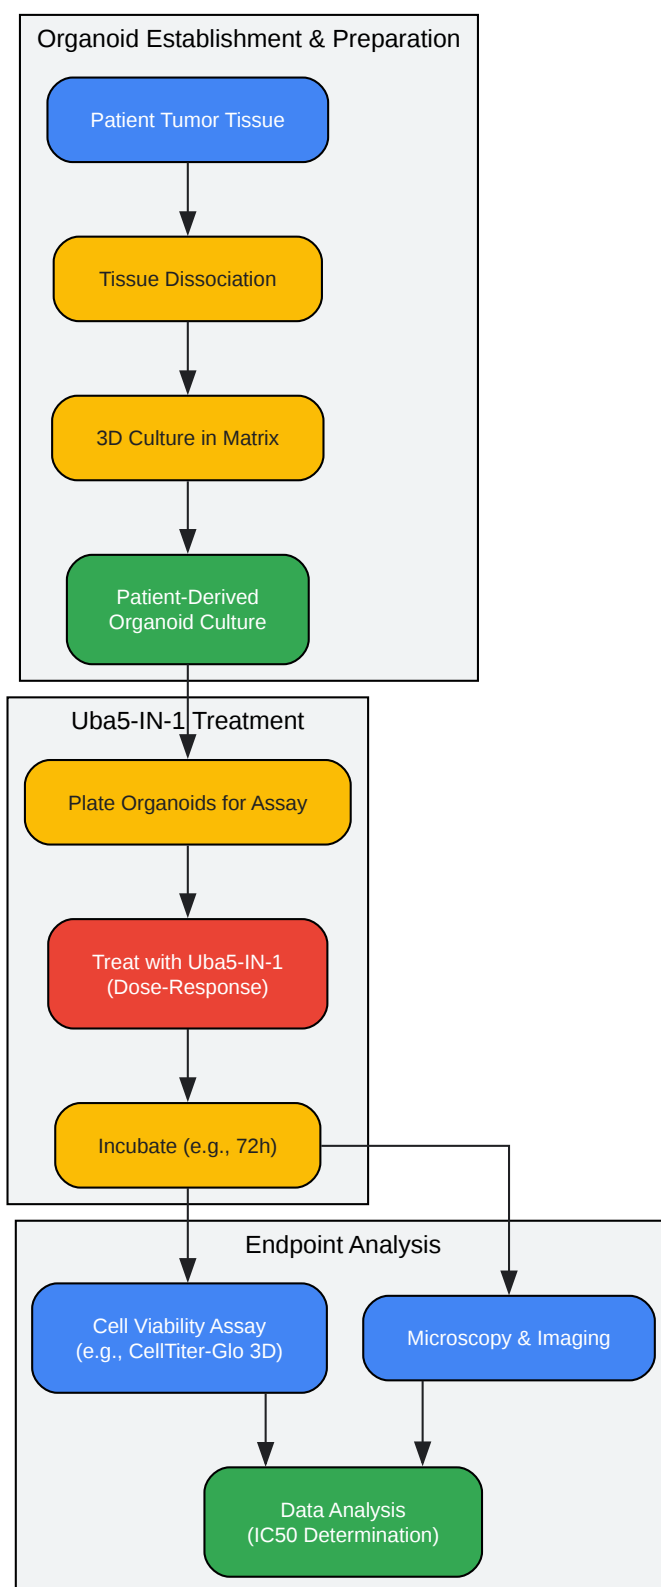 Organoid Establishment & Preparation
Patient Tumor Tissue
Tissue Dissociation
3D Culture in Matrix
Patient-Derived
Organoid Culture
Uba5-IN-1 Treatment
Plate Organoids for Assay
Treat with Uba5-IN-1
(Dose-Response)
Incubate (e.g., 72h)
Endpoint Analysis
Cell Viability Assay
(e.g., CellTiter-Glo 3D)
Microscopy & Imaging
Data Analysis
(IC50 Determination)